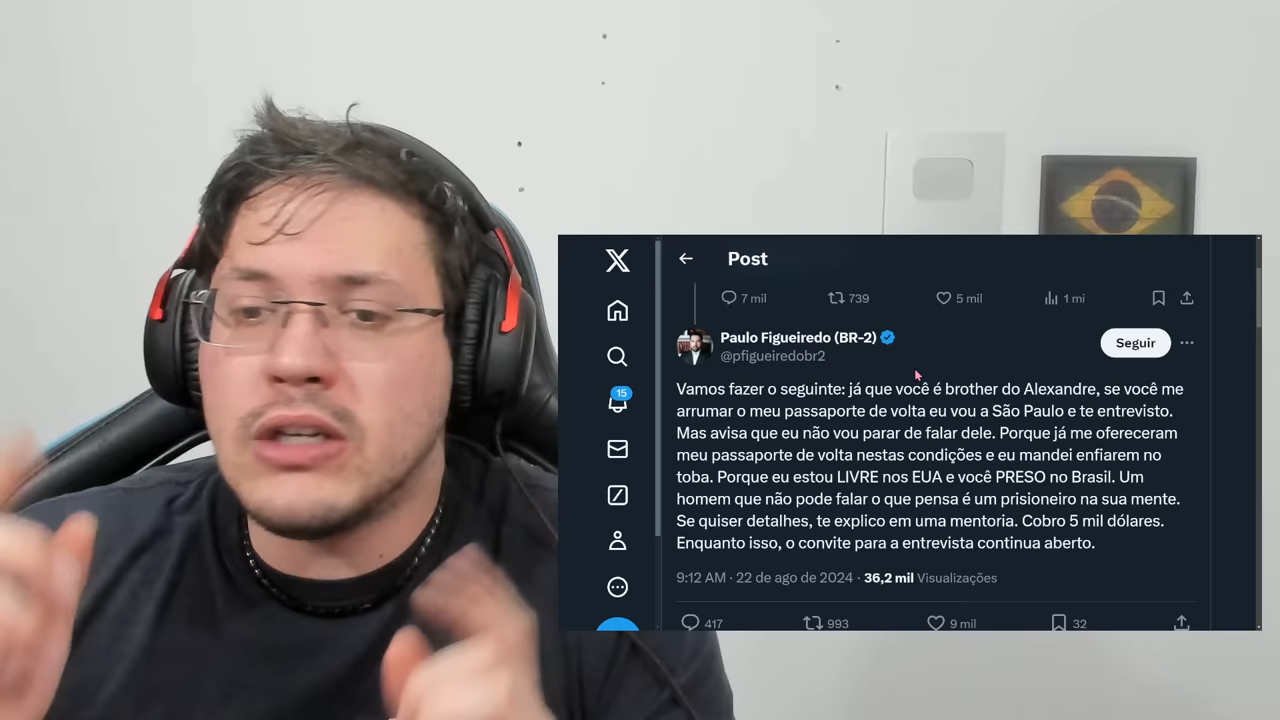 Post
7 mil 739 5 mil 1 mi
Paulo Figueiredo (BR-2)
@pfigueiredobr2
Seguir
15
Vamos fazer o seguinte: já que você é brother do Alexandre, se você me
arrumar o meu passaporte de volta eu vou a São Paulo e te entrevisto.
Mas avisa que eu não vou parar de falar dele. Porque já me ofereceram
meu passaporte de volta nestas condições e eu mandei enfiarem no
toba. Porque eu estou LIVRE nos EUA e você PRESO no Brasil. Um
homem que não pode falar o que pensa é um prisioneiro na sua mente.
Se quiser detalhes, te explico em uma mentoria. Cobro 5 mil dólares.
Enquanto isso, o convite para a entrevista continua aberto.
9:12 AM · 22 de ago de 2024 · 36,2 mil Visualizações
417 993 9 mil 32